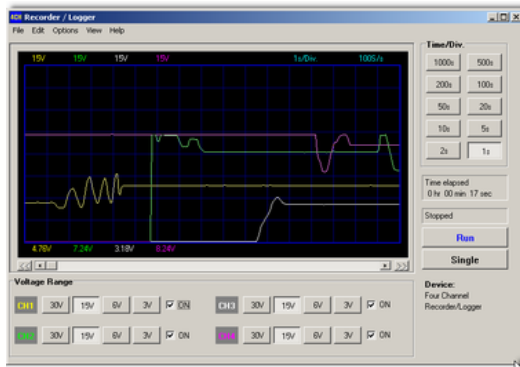 Recorder / Logger
File Edit Options View Help
15V 15V 15V 15V 1s/Div. 100S/s
4.76V 7.24V 3.18V 8.24V
Time/Div.
1000s 500s
200s 100s
50s 20s
10s 5s
2s 1s
Time elapsed
0 hr 00 min 17 sec
Stopped
Run
Single
Device:
Four Channel
Recorder/Logger
Voltage Range
CH1 30V 15V 6V 3V ON
CH3 30V 15V 6V 3V ON
CH2 30V 15V 6V 3V ON
CH4 30V 15V 6V 3V ON